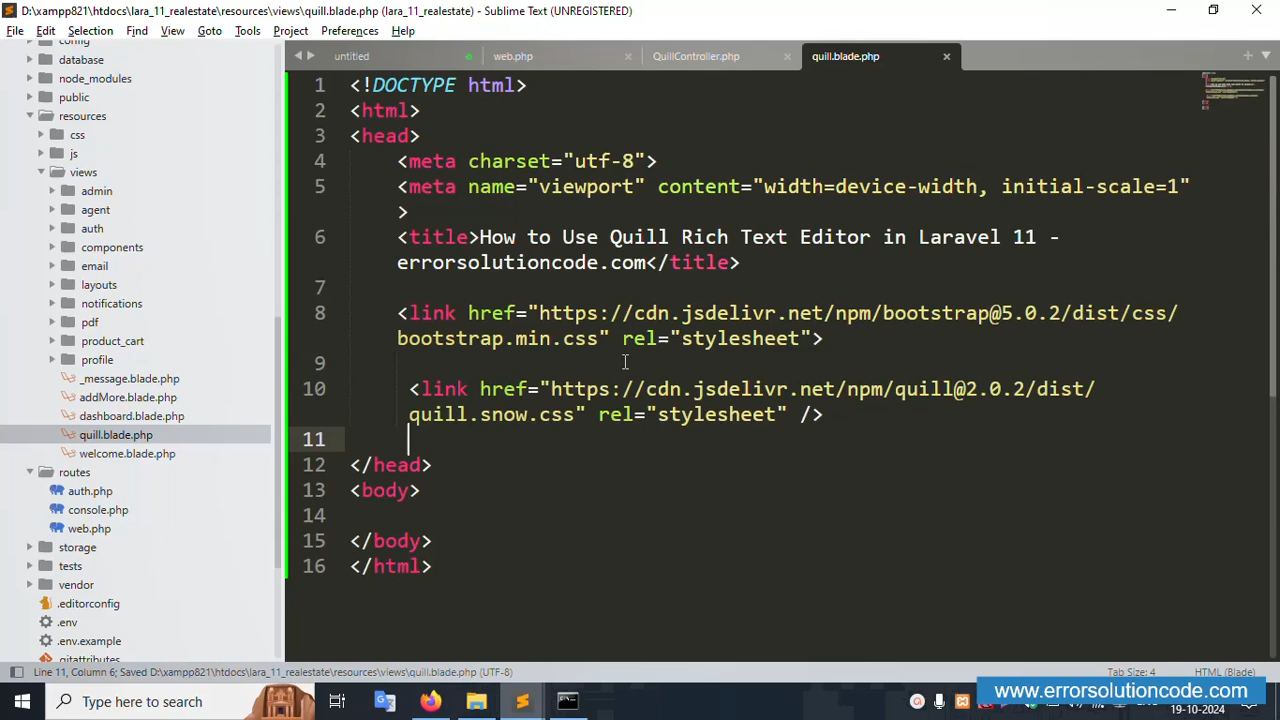 D:\xampp821\htdocs\lara_11_realestate\resources\views\quill.blade.php (lara_11_realestate) - Sublime Text (UNREGISTERED)
File Edit Selection Find View Goto Tools Project Preferences Help
untitled web.php QuillController.php quill.blade.php
config
database
node_modules
public
resources
css
js
views
admin
agent
auth
components
email
layouts
notifications
pdf
product_cart
profile
_message.blade.php
addMore.blade.php
dashboard.blade.php
quill.blade.php
welcome.blade.php
routes
auth.php
console.php
web.php
storage
tests
vendor
.editorconfig
.env
.env.example
.gitattributes
1 <!DOCTYPE html>
2 <html>
3 <head>
4 <meta charset="utf-8">
5 <meta name="viewport" content="width=device-width, initial-scale=1"
>
6 <title>How to Use Quill Rich Text Editor in Laravel 11 -
errorsolutioncode.com</title>
7
8 <link href="https://cdn.jsdelivr.net/npm/bootstrap@5.0.2/dist/css/
bootstrap.min.css" rel="stylesheet">
9
10 <link href="https://cdn.jsdelivr.net/npm/quill@2.0.2/dist/
quill.snow.css" rel="stylesheet" />
11
12 </head>
13 <body>
14
15 </body>
16 </html>
Line 11, Column 6; Saved D:\xampp821\htdocs\lara_11_realestate\resources\views\quill.blade.php (UTF-8) Tab Size: 4 HTML (Blade)
Type here to search
www.errorsolutioncode.com
19-10-2024